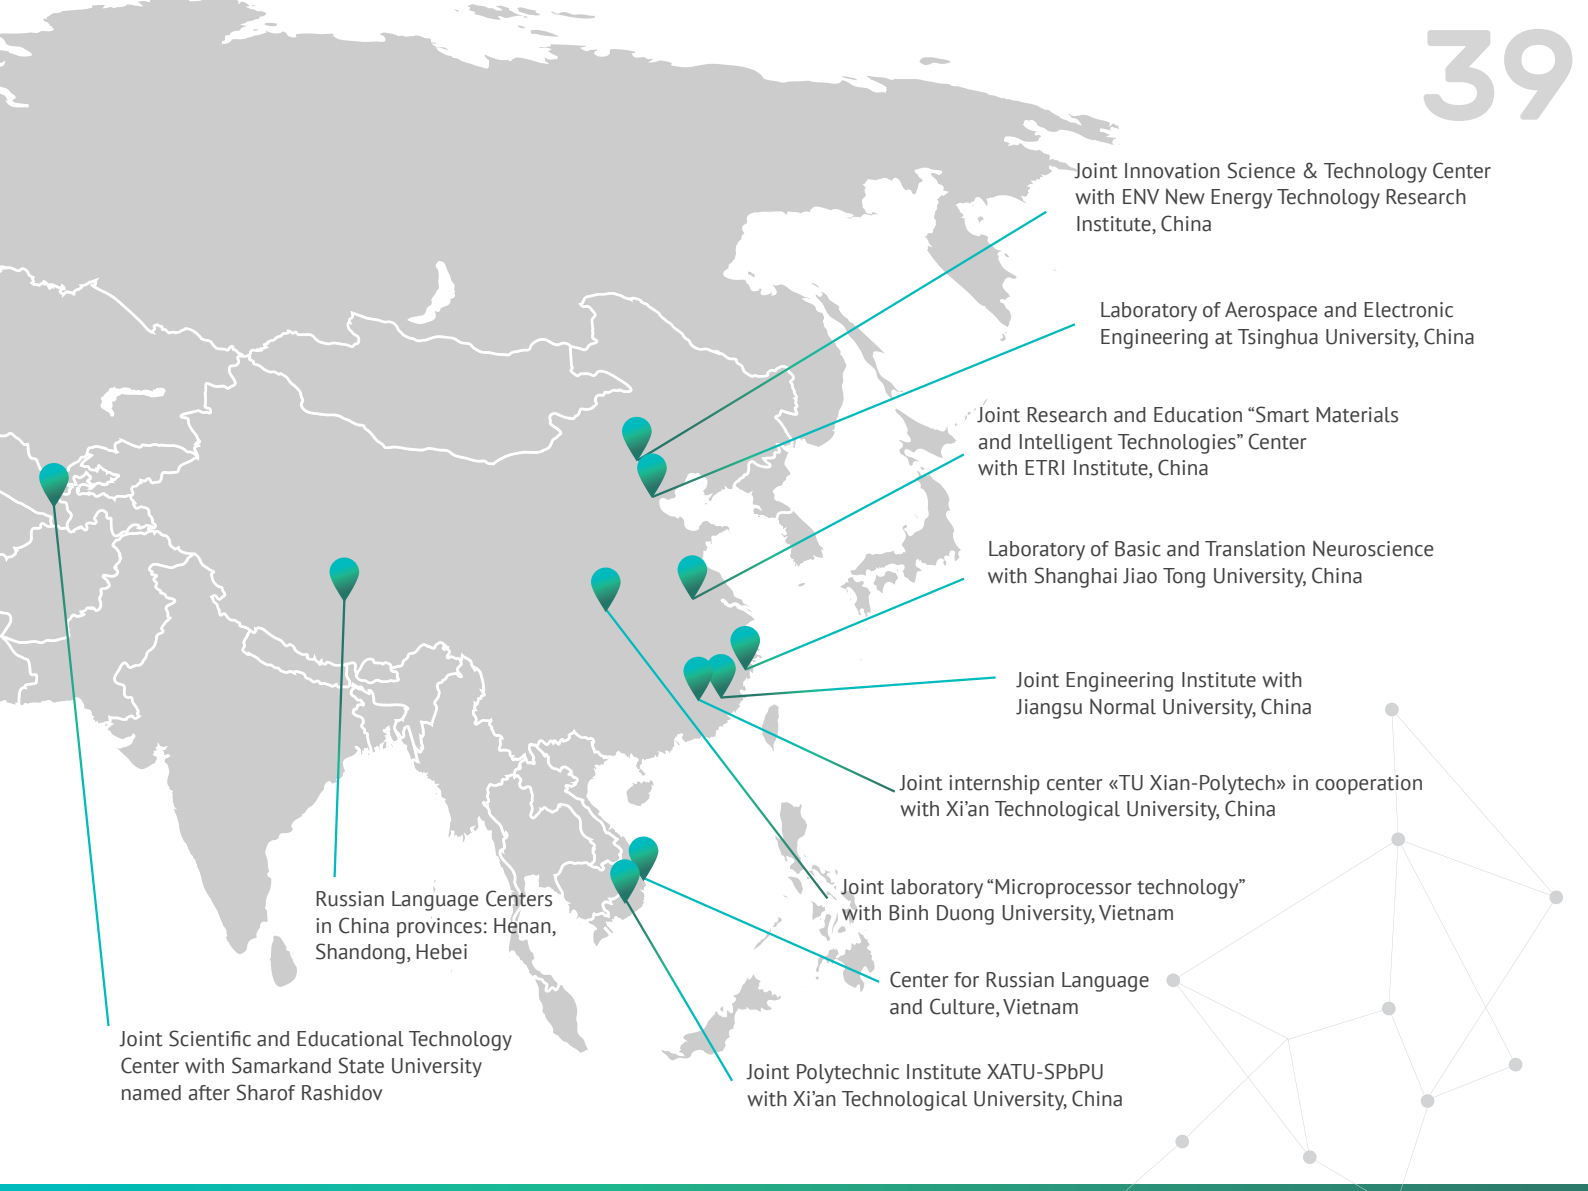 39
Joint Innovation Science & Technology Center
with ENV New Energy Technology Research
Institute, China
Laboratory of Aerospace and Electronic
Engineering at Tsinghua University, China
Joint Research and Education “Smart Materials
and Intelligent Technologies” Center
with ETRI Institute, China
Laboratory of Basic and Translation Neuroscience
with Shanghai Jiao Tong University, China
Joint Engineering Institute with
Jiangsu Normal University, China
Joint internship center «TU Xian-Polytech» in cooperation
with Xi’an Technological University, China
Joint laboratory “Microprocessor technology”
with Binh Duong University, Vietnam
Russian Language Centers
in China provinces: Henan,
Shandong, Hebei
Center for Russian Language
and Culture, Vietnam
Joint Scientific and Educational Technology
Center with Samarkand State University
named after Sharof Rashidov
Joint Polytechnic Institute XATU-SPbPU
with Xi’an Technological University, China